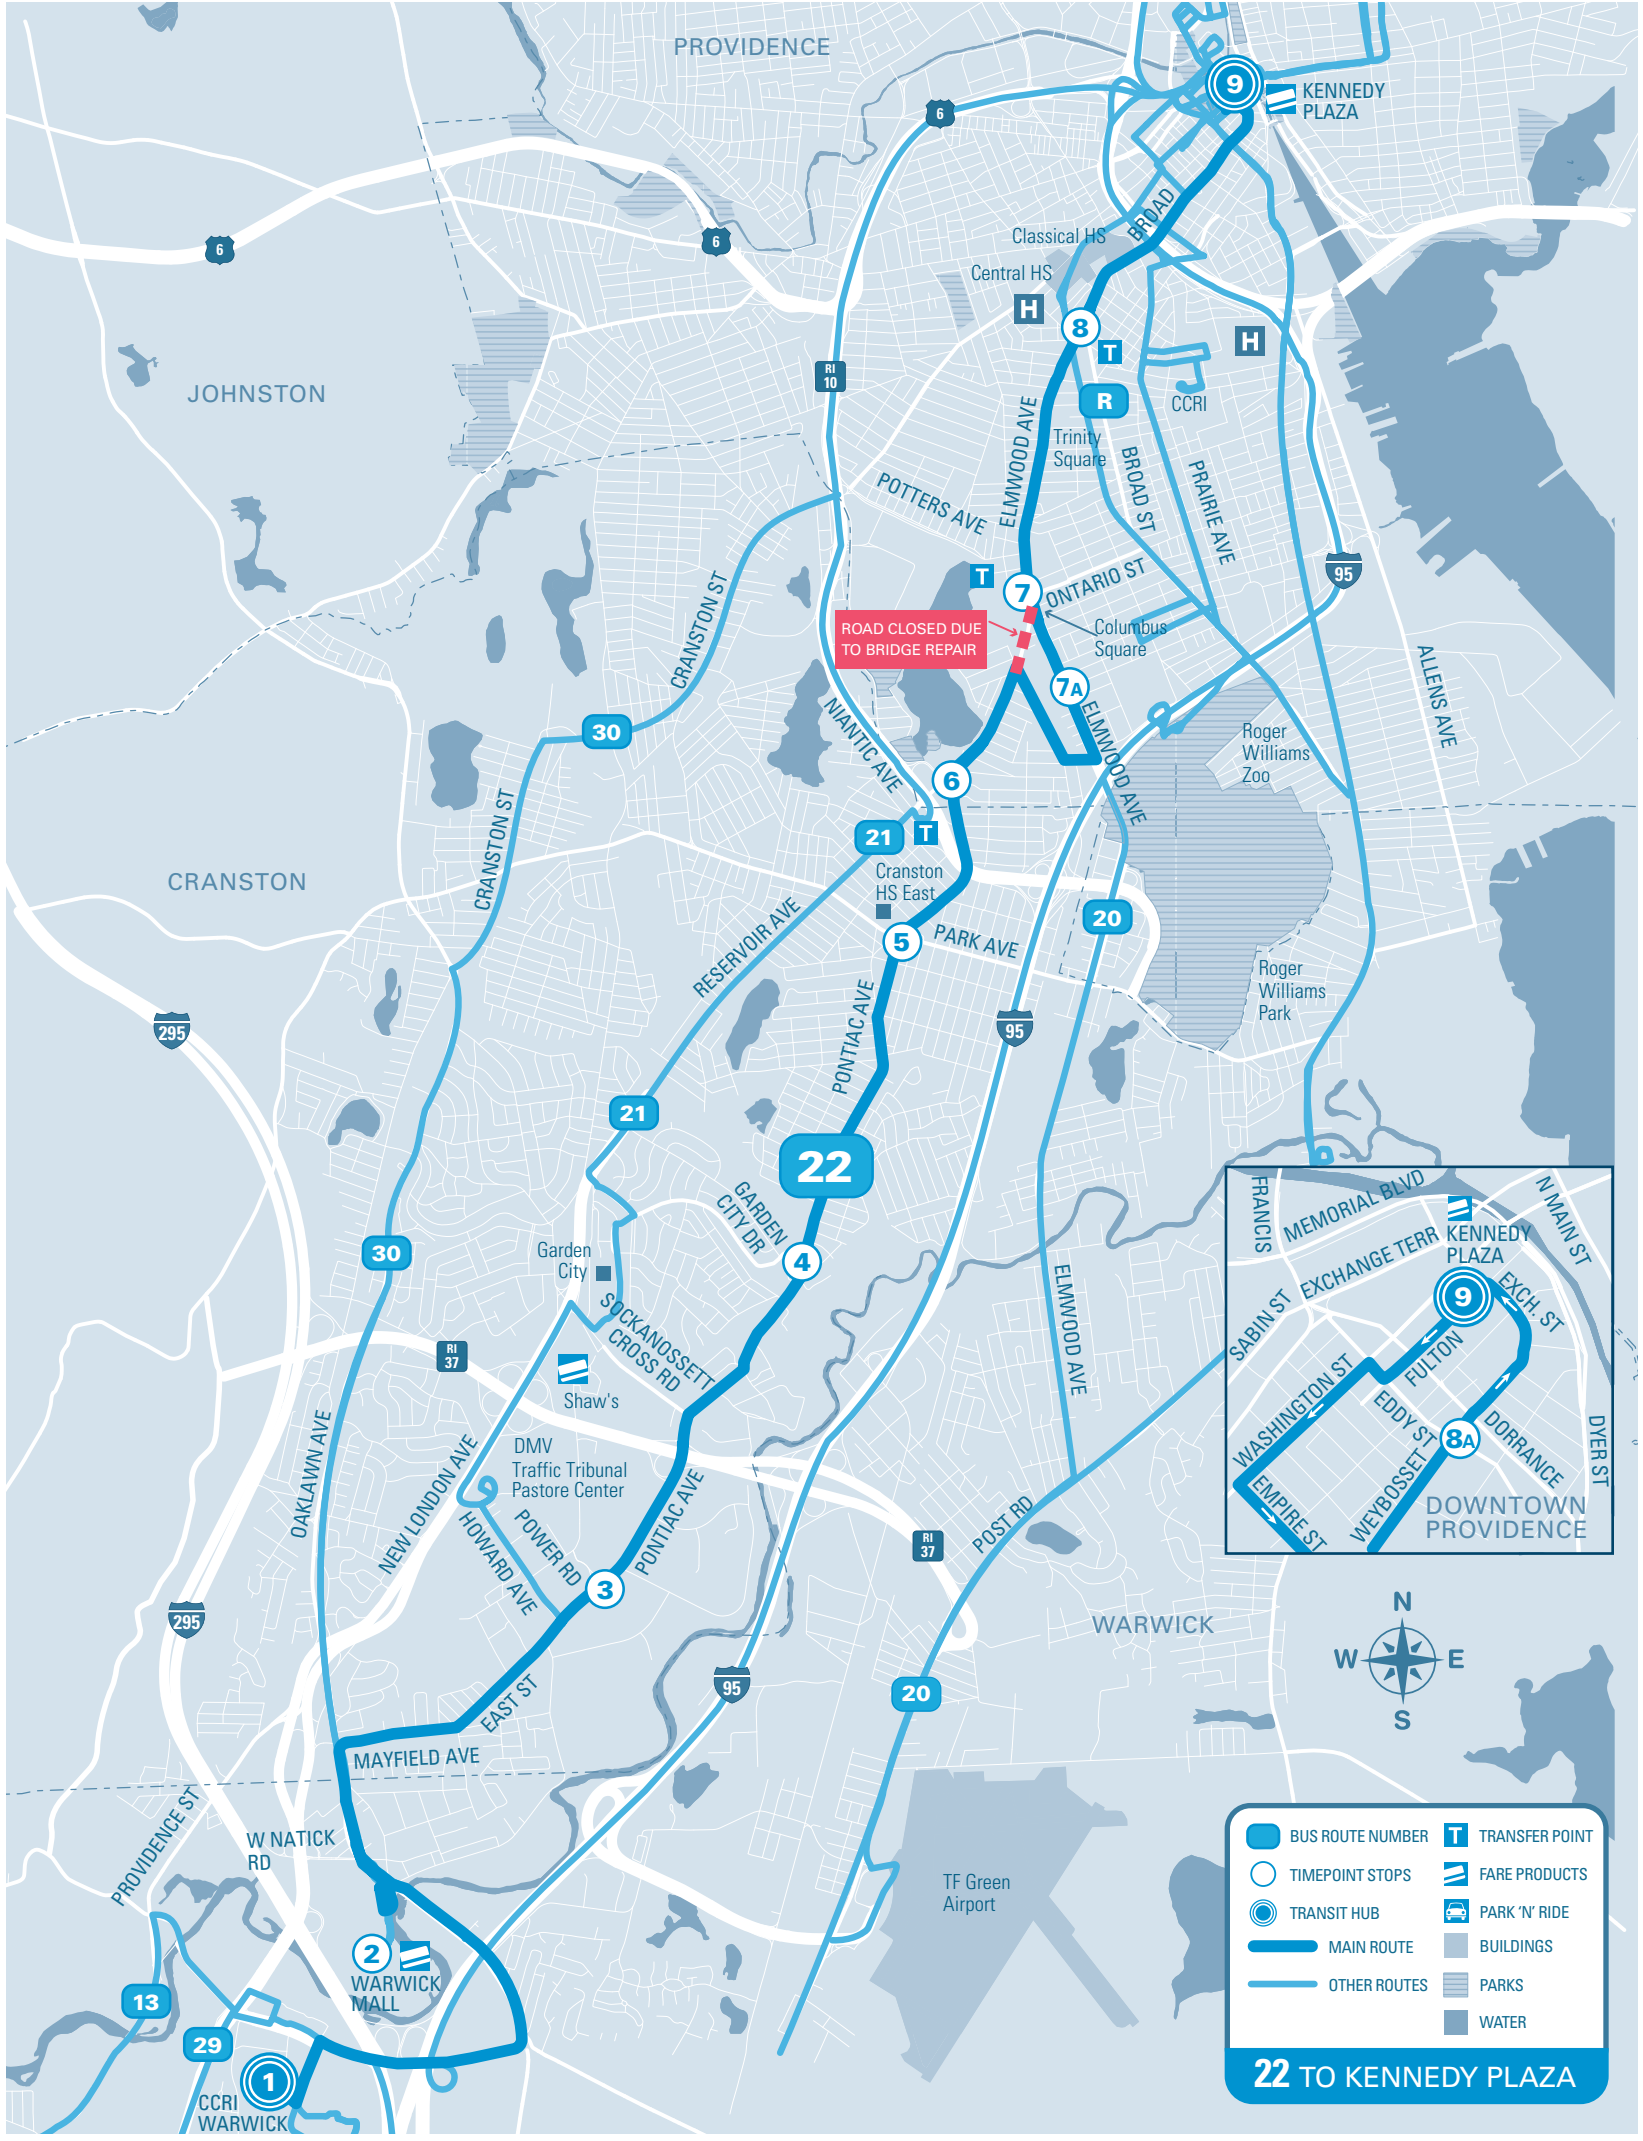 PROVIDENCE
9
KENNEDY
PLAZA
6
6
6
BROAD
Classical HS
Central HS
H
H
8
T
RI
10
JOHNSTON
R
CCRI
ELMWOOD AVE
Trinity
Square
BROAD ST
PRAIRIE AVE
POTTERS AVE
T
7
ONTARIO ST
95
ROAD CLOSED DUE
TO BRIDGE REPAIR
Columbus
Square
CRANSTON ST
7A
ALLENS AVE
30
NIANTIC AVE
ELMWOOD AVE
Roger
Williams
Zoo
6
CRANSTON ST
21
T
CRANSTON
Cranston
HS East
20
RESERVOIR AVE
5
PARK AVE
Roger
Williams
Park
PONTIAC AVE
295
95
21
22
GARDEN
CITY DR
30
Garden
City
4
ELMWOOD AVE
SOCKANOSSETT
CROSS RD
RI
37
Shaw's
DMV
Traffic Tribunal
Pastore Center
OAKLAWN AVE
NEW LONDON AVE
HOWARD AVE
POWER RD
PONTIAC AVE
3
RI
37
POST RD
295
WARWICK
95
20
EAST ST
MAYFIELD AVE
PROVIDENCE ST
W NATICK
RD
TF Green
Airport
2
WARWICK
MALL
13
29
1
CCRI
WARWICK
FRANCIS
MEMORIAL BLVD
N MAIN ST
EXCHANGE TERR
KENNEDY
PLAZA
SABIN ST
9
EXCH. ST
FULTON
WASHINGTON ST
EDDY ST
8A
DORRANCE
DYER ST
EMPIRE ST
WEYBOSSET
DOWNTOWN
PROVIDENCE
N
W
E
S
BUS ROUTE NUMBER
T
TRANSFER POINT
TIMEPOINT STOPS
FARE PRODUCTS
TRANSIT HUB
PARK ‘N’ RIDE
MAIN ROUTE
BUILDINGS
OTHER ROUTES
PARKS
WATER
22 TO KENNEDY PLAZA